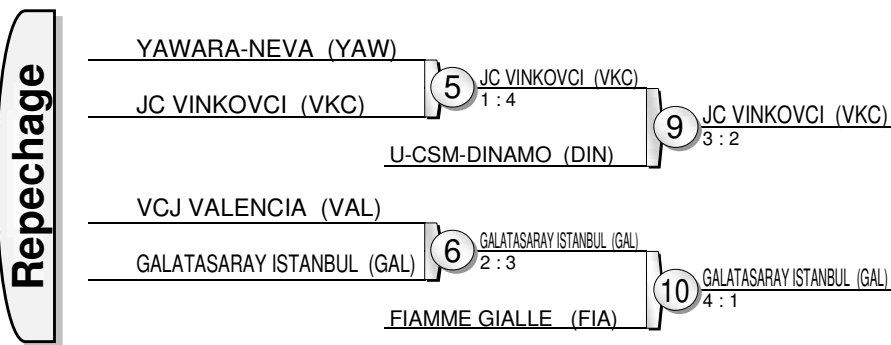 Repechage
YAWARA-NEVA (YAW)
JC VINKOVCI (VKC)
5
JC VINKOVCI (VKC)
1 : 4
U-CSM-DINAMO (DIN)
9
JC VINKOVCI (VKC)
3 : 2
VCJ VALENCIA (VAL)
GALATASARAY ISTANBUL (GAL)
6
GALATASARAY ISTANBUL (GAL)
2 : 3
FIAMME GIALLE (FIA)
10
GALATASARAY ISTANBUL (GAL)
4 : 1